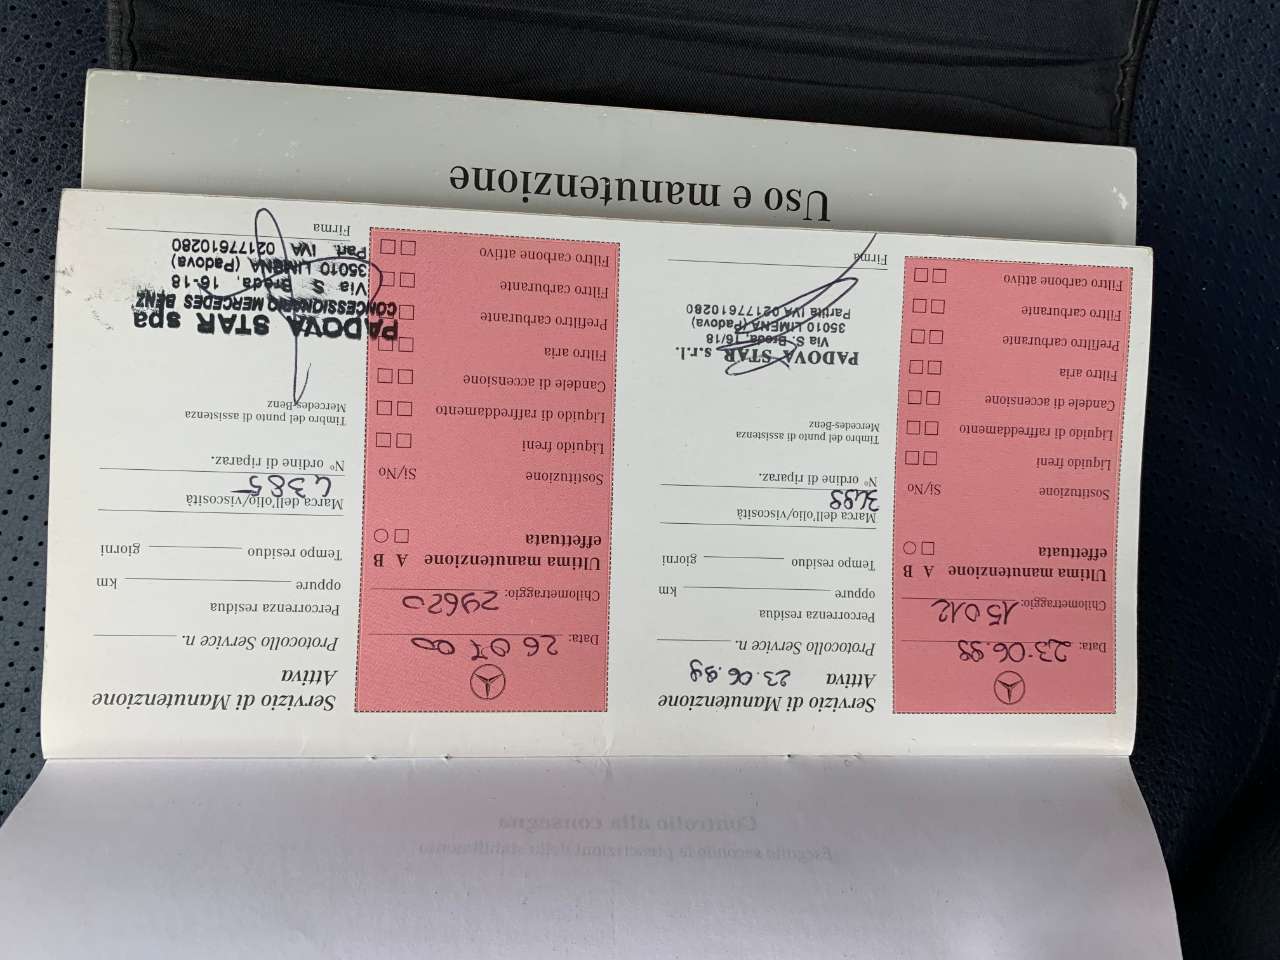 Servizio di Manutenzione
Attiva 23.06.99
Protocollo Service n.
Percorrenza residua
oppure km
Tempo residuo giorni
Marca dell'olio/viscosità
N° ordine di riparaz.
Timbro del punto di assistenza
Mercedes-Benz
PADOVA STAR s.r.l.
Via S. Breda, 16/18
35010 LIMENA (Padova)
Partita IVA 02177610280
Firma
Data: 23.06.99
Chilometraggio: 15012
Ultima manutenzione A B
effettuata
Sostituzione Si/No
Liquido freni
Liquido di raffreddamento
Candele di accensione
Filtro aria
Prefiltro carburante
Filtro carburante
Filtro carbone attivo
Servizio di Manutenzione
Attiva
Protocollo Service n.
Percorrenza residua
oppure km
Tempo residuo giorni
Marca dell'olio/viscosità
4385
N° ordine di riparaz.
Timbro del punto di assistenza
Mercedes-Benz
PADOVA STAR spa
CONCESSIONARIO MERCEDES BENZ
Via S. Breda, 16-18
35010 LIMENA (Padova)
Part. IVA 02177610280
Firma
Data: 26 07 00
Chilometraggio: 29620
Ultima manutenzione A B
effettuata
Sostituzione Si/No
Liquido freni
Liquido di raffreddamento
Candele di accensione
Filtro aria
Prefiltro carburante
Filtro carburante
Filtro carbone attivo
Uso e manutenzione
Controllo alla consegna